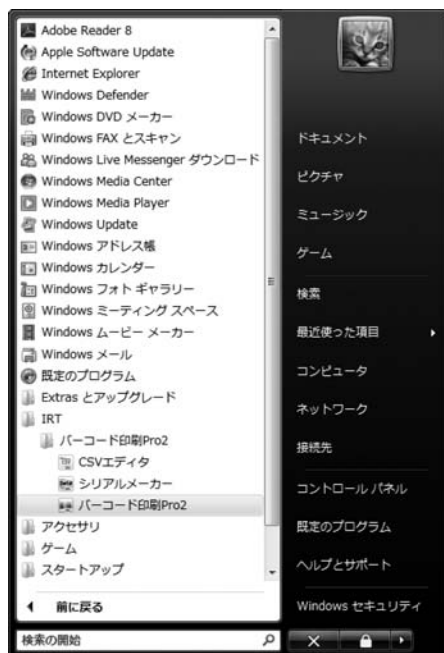 Adobe Reader 8
Apple Software Update
Internet Explorer
Windows Defender
Windows DVD メーカー
Windows FAX とスキャン
Windows Live Messenger ダウンロード
Windows Media Center
Windows Media Player
Windows Update
Windows アドレス帳
Windows カレンダー
Windows フォト ギャラリー
Windows ミーティング スペース
Windows ムービー メーカー
Windows メール
既定のプログラム
Extras とアップグレード
IRT
バーコード印刷Pro2
CSVエディタ
シリアルメーカー
バーコード印刷Pro2
アクセサリ
ゲーム
スタートアップ
前に戻る
検索の開始
ドキュメント
ピクチャ
ミュージック
ゲーム
検索
最近使った項目
コンピュータ
ネットワーク
接続先
コントロール パネル
既定のプログラム
ヘルプとサポート
Windows セキュリティ